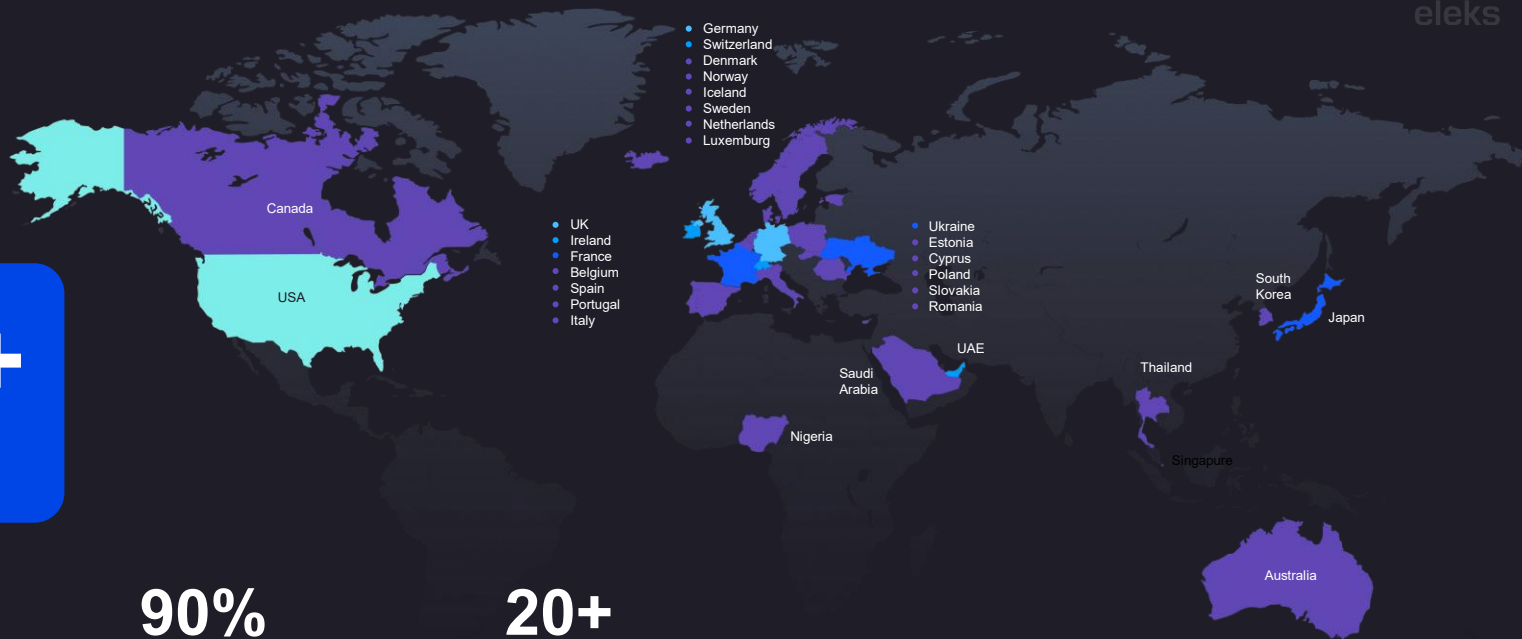 eleks
Germany
Switzerland
Denmark
Norway
Iceland
Sweden
Netherlands
Luxemburg
Canada
UK
Ireland
France
Belgium
Spain
Portugal
Italy
Ukraine
Estonia
Cyprus
Poland
Slovakia
Romania
USA
South
Korea
Japan
UAE
Saudi
Arabia
Thailand
Nigeria
Singapure
Australia
+
90%
20+